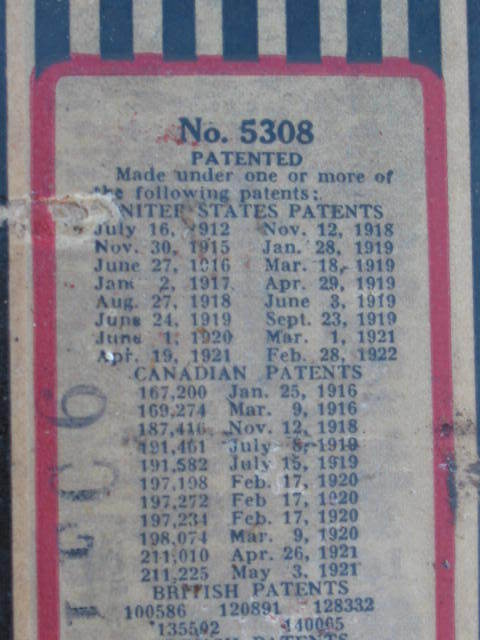 No. 5308
PATENTED
Made under one or more of
the following patents:
UNITED STATES PATENTS
July 16, 1912 Nov. 12, 1918
Nov. 30, 1915 Jan. 28, 1919
June 27, 1916 Mar. 18, 1919
Jan. 2, 1917 Apr. 29, 1919
Aug. 27, 1918 June 3, 1919
June 24, 1919 Sept. 23, 1919
June 1, 1920 Mar. 1, 1921
Apr. 19, 1921 Feb. 28, 1922
CANADIAN PATENTS
167,200 Jan. 25, 1916
169,274 Mar. 9, 1916
187,416 Nov. 12, 1918
191,461 July 8, 1919
191,582 July 15, 1919
197,198 Feb. 17, 1920
197,272 Feb 17, 1920
197,234 Feb. 17, 1920
198,074 Mar. 9, 1920
211,010 Apr. 26, 1921
211,225 May 3, 1921
BRITISH PATENTS
100586 120891 128332
135502 140065
PATENTS